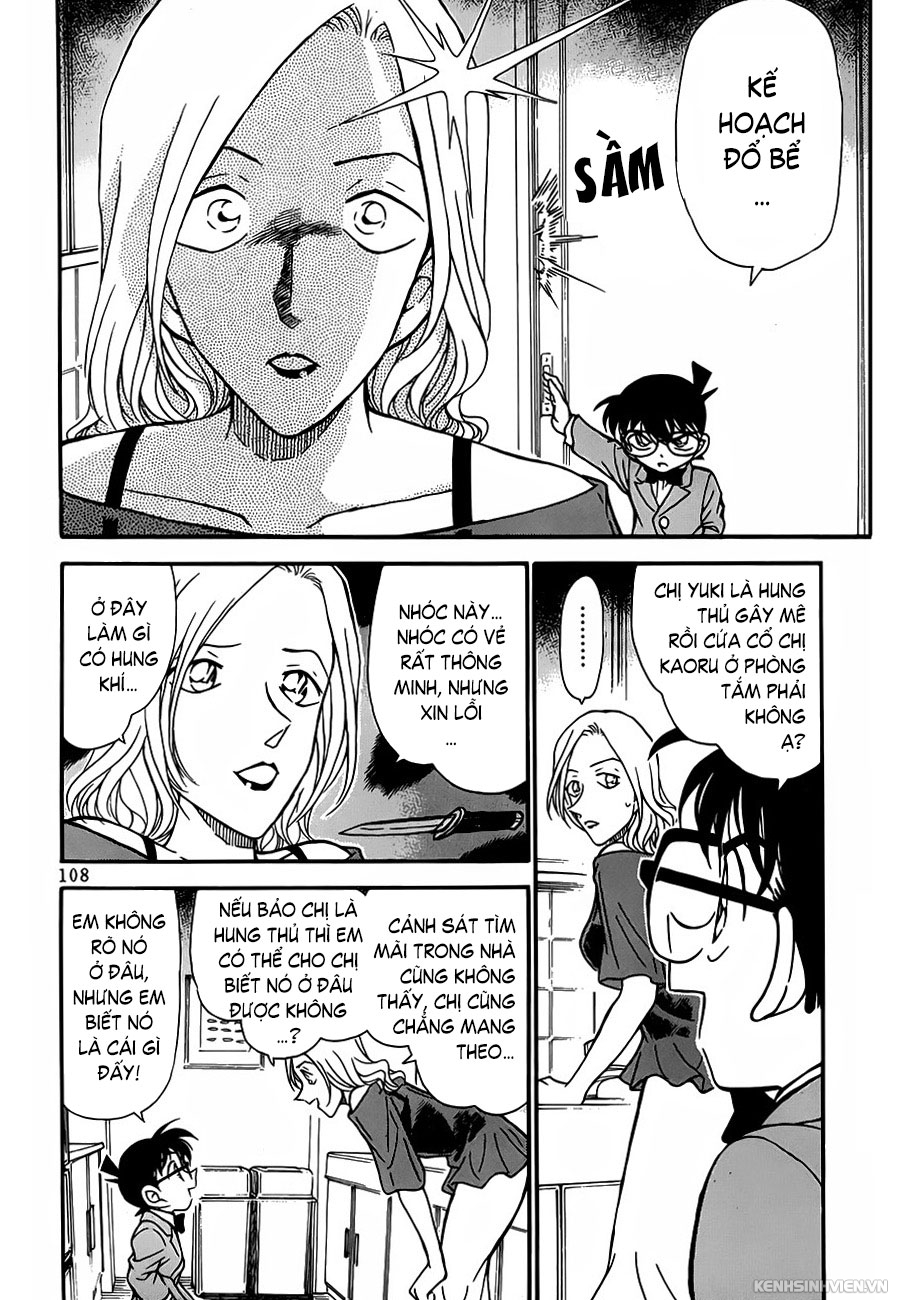 KẾ
HOẠCH
ĐỔ BỂ
...
SẦM
CHỊ YUKI LÀ HUNG
THỦ GÂY MÊ
RỒI CỨA CỔ CHỊ
KAORU Ở PHÒNG
TẮM PHẢI
KHÔNG
Ạ?
.........
NHÓC NÀY...
NHÓC CÓ VẺ
RẤT THÔNG
MINH, NHƯNG
XIN LỖI
...
Ở ĐÂY
LÀM GÌ
CÓ HUNG
KHÍ...
108
CẢNH SÁT TÌM
MÃI TRONG NHÀ
CŨNG KHÔNG
THẤY, CHỊ CŨNG
CHẲNG MANG
THEO...
NẾU BẢO CHỊ LÀ
HUNG THỦ THÌ EM
CÓ THỂ CHO CHỊ
BIẾT NÓ Ở ĐÂU
ĐƯỢC KHÔNG
...?
EM KHÔNG
RÕ NÓ
Ở ĐÂU,
NHƯNG EM
BIẾT NÓ
LÀ CÁI GÌ
ĐẤY!
KENHSINHVIEN.VN